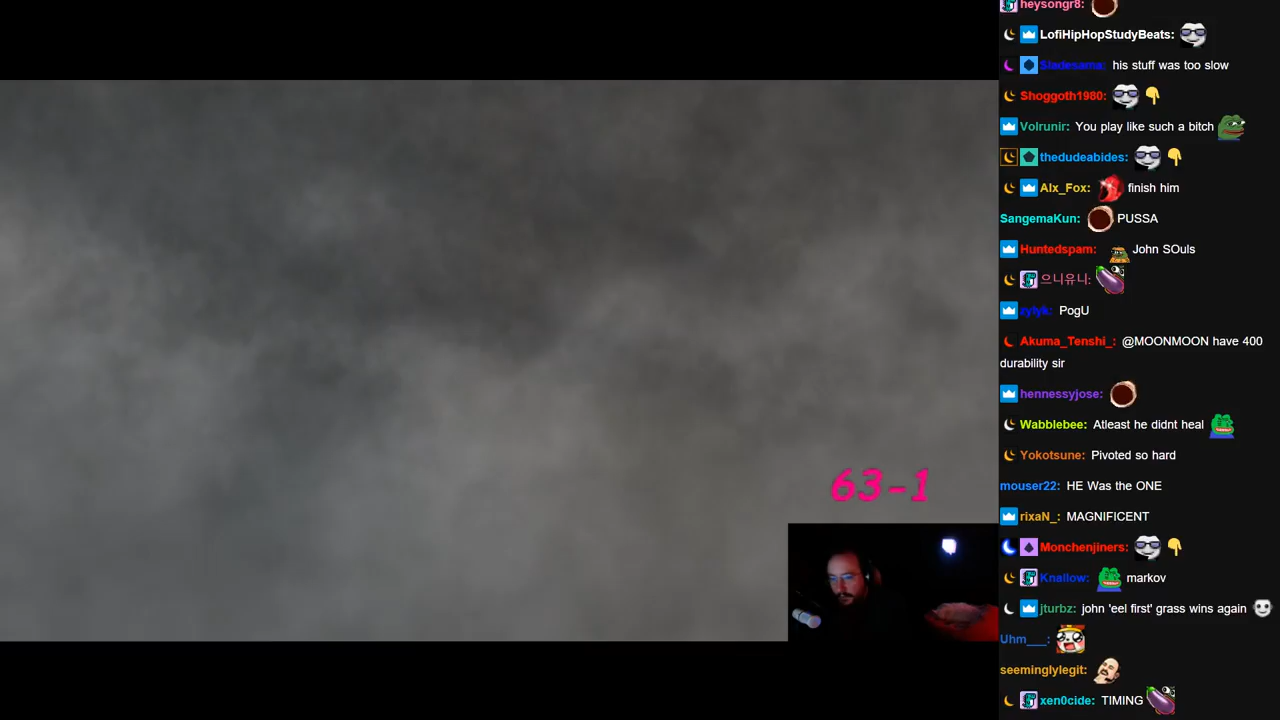 heysongr8:
LofiHipHopStudyBeats:
Sladesama: his stuff was too slow
Shoggoth1980:
Volrunir: You play like such a bitch
thedudeabides:
Alx_Fox: finish him
SangemaKun: PUSSA
Huntedspam: John SOuls
으니유니:
zylyk: PogU
Akuma_Tenshi_: @MOONMOON have 400
durability sir
hennessyjose:
Wabblebee: Atleast he didnt heal
Yokotsune: Pivoted so hard
63-1
mouser22: HE Was the ONE
rixaN_: MAGNIFICENT
Monchenjiners:
Knallow: markov
jturbz: john 'eel first' grass wins again
Uhm___:
seeminglylegit:
xen0cide: TIMING